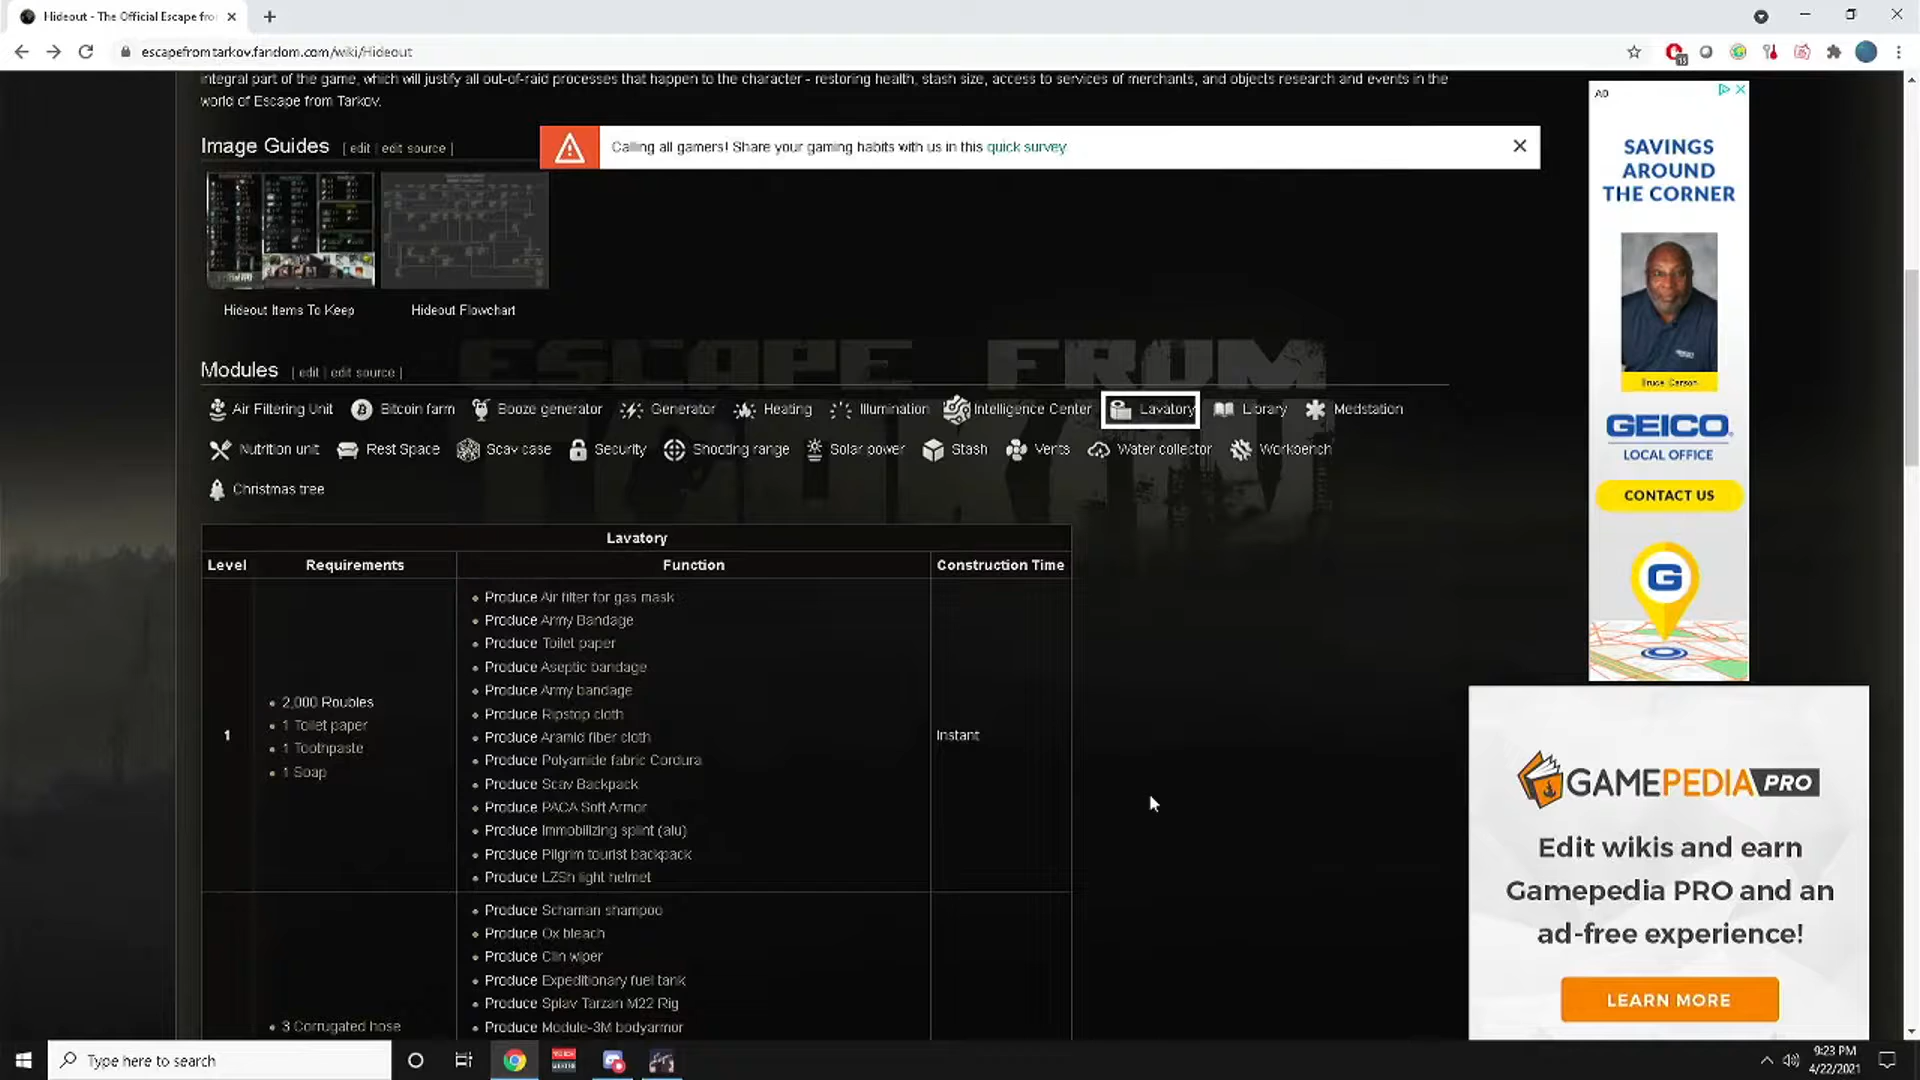 Hideout - The Official Escape fro
escapefromtarkov.fandom.com/wiki/Hideout
integral part of the game, which will justify all out-of-raid processes that happen to the character - restoring health, stash size, access to services of merchants, and objects research and events in the
world of Escape from Tarkov.
Image Guides [ edit | edit source ]
Calling all gamers! Share your gaming habits with us in this quick survey
Hideout Items To Keep
Hideout Flowchart
ESCAPE FROM
TARKOV
Modules [ edit | edit source ]
Air Filtering Unit Bitcoin farm Booze generator Generator Heating Illumination Intelligence Center Lavatory Library Medstation
Nutrition unit Rest Space Scav case Security Shooting range Solar power Stash Vents Water collector Workbench
Christmas tree
Lavatory
Level Requirements Function Construction Time
1
2,000 Roubles
1 Toilet paper
1 Toothpaste
1 Soap
Produce Air filter for gas mask
Produce Army Bandage
Produce Toilet paper
Produce Aseptic bandage
Produce Army bandage
Produce Ripstop cloth
Produce Aramid fiber cloth
Produce Polyamide fabric Cordura
Produce Scav Backpack
Produce PACA Soft Armor
Produce Immobilizing splint (alu)
Produce Pilgrim tourist backpack
Produce LZSh light helmet
Instant
3 Corrugated hose
Produce Schaman shampoo
Produce Ox bleach
Produce Clin wiper
Produce Expeditionary fuel tank
Produce Splav Tarzan M22 Rig
Produce Module-3M bodyarmor
AD
SAVINGS
AROUND
THE CORNER
Bruce Carson
GEICO
LOCAL OFFICE
CONTACT US
G
GAMEPEDIA PRO
Edit wikis and earn
Gamepedia PRO and an
ad-free experience!
LEARN MORE
Type here to search
9:23 PM
4/22/2021